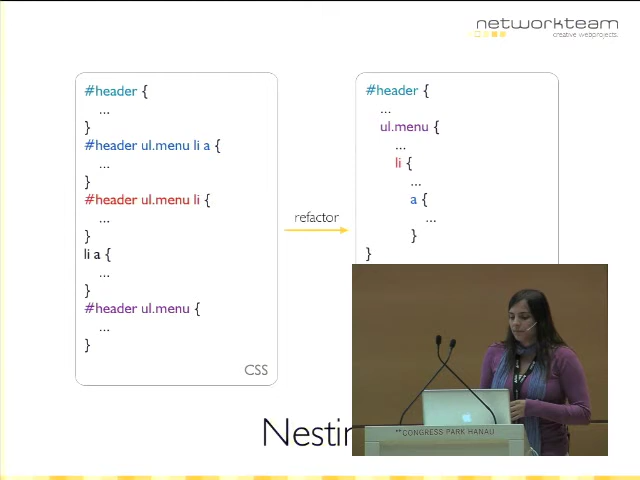 networkteam
creative webprojects.
#header {
...
}
#header ul.menu li a {
...
}
#header ul.menu li {
...
}
li a {
...
}
#header ul.menu {
...
}
CSS
refactor
#header {
...
ul.menu {
...
li {
...
a {
...
}
}
**CONGRESS PARK HANAU